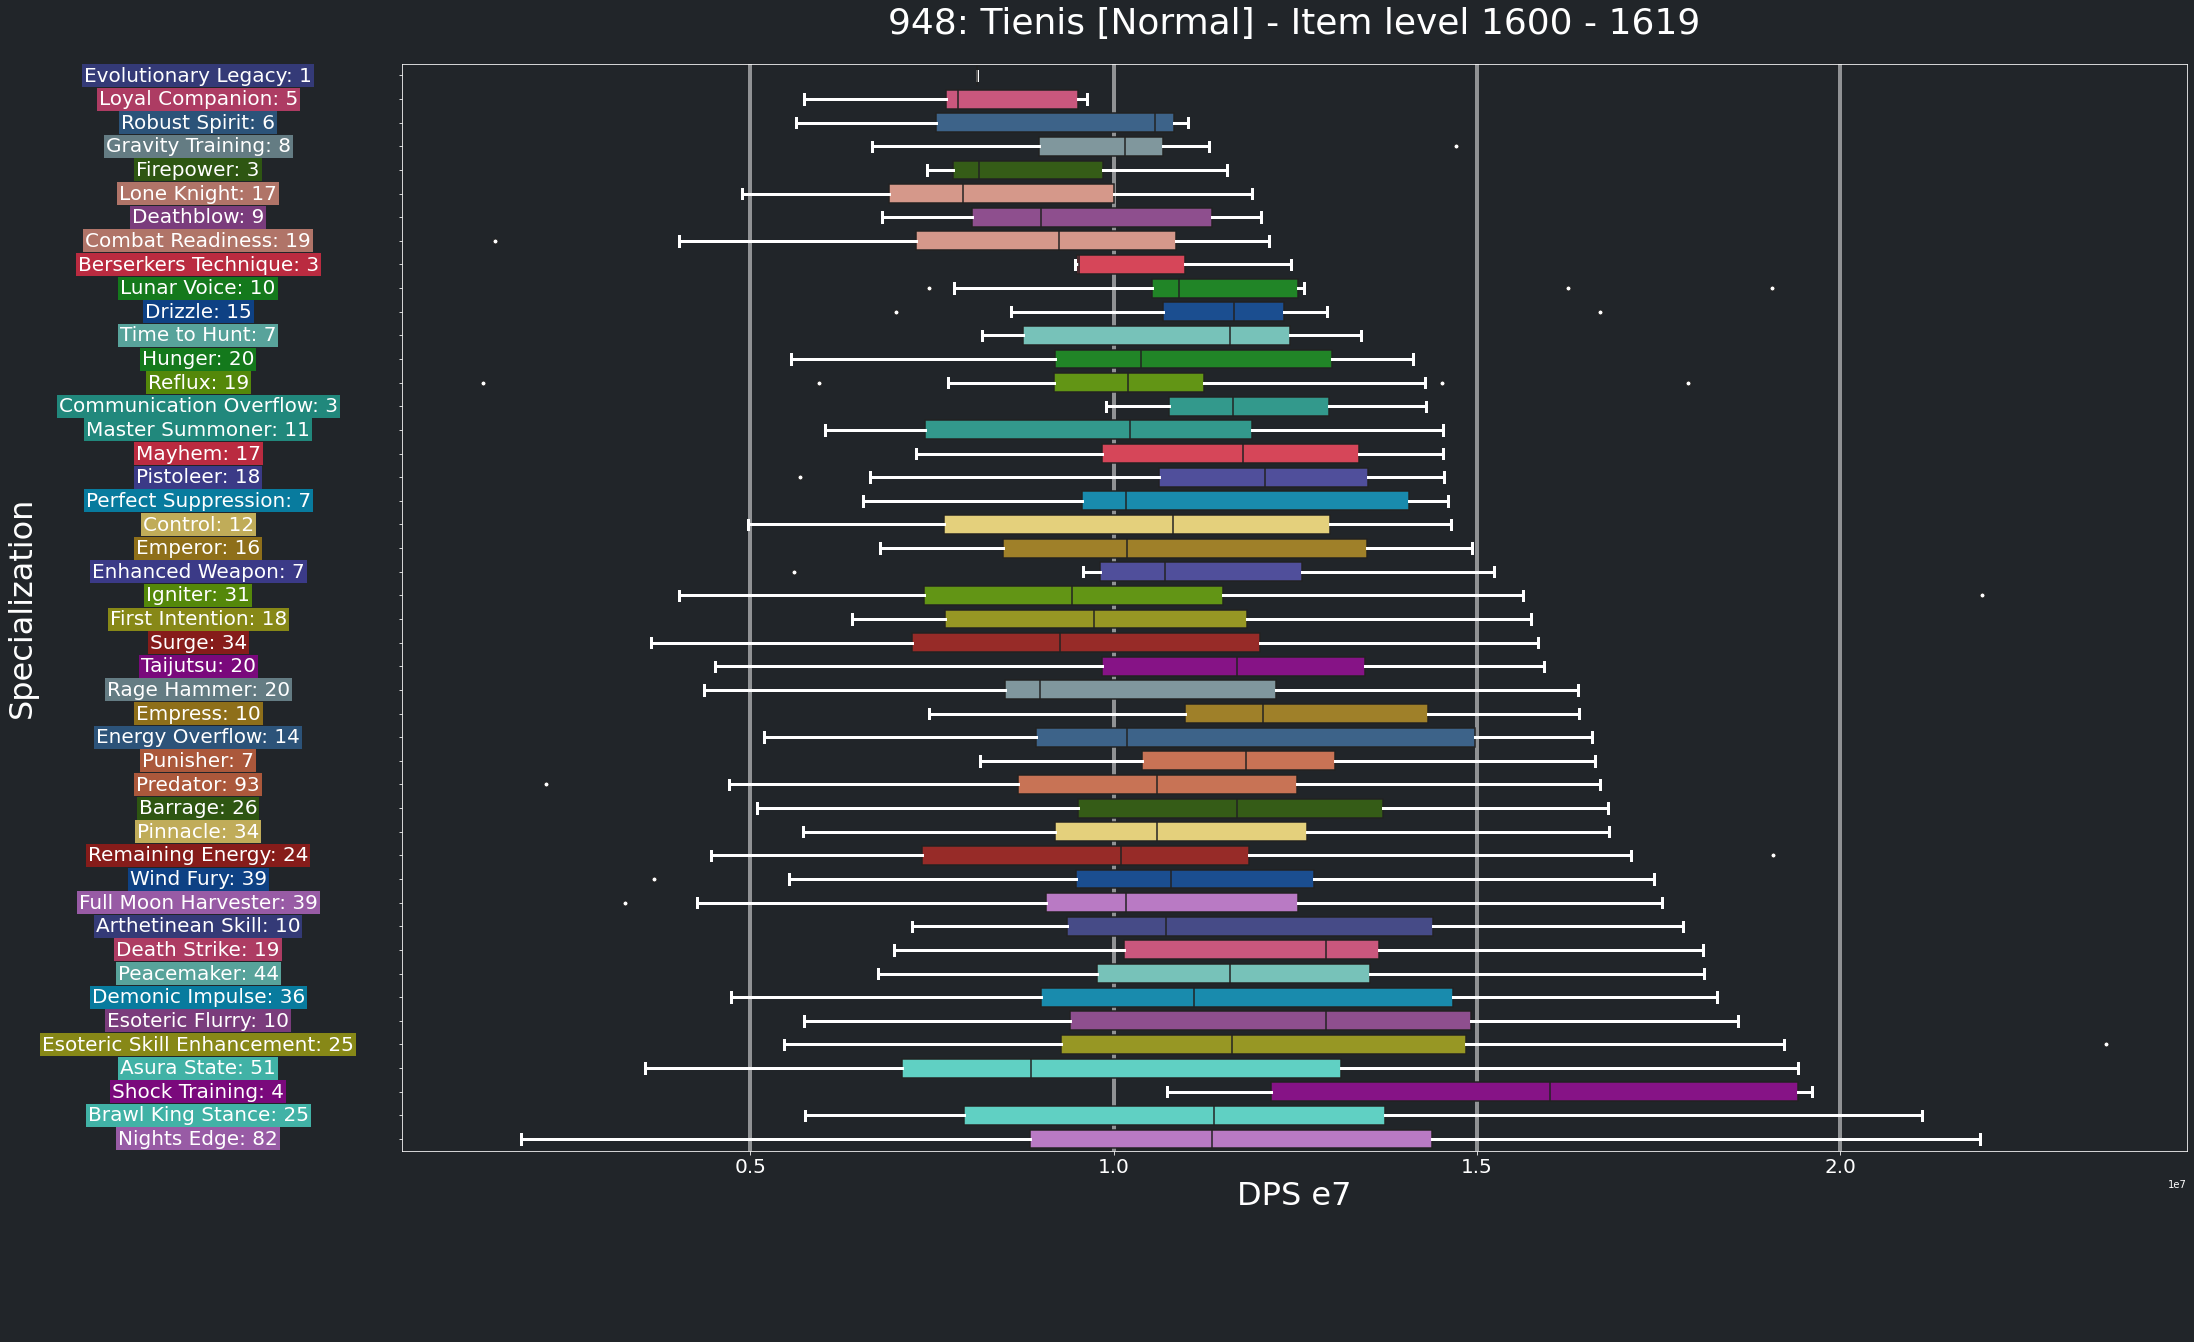 948: Tienis [Normal] - Item level 1600 - 1619
Specialization
Evolutionary Legacy: 1
Loyal Companion: 5
Robust Spirit: 6
Gravity Training: 8
Firepower: 3
Lone Knight: 17
Deathblow: 9
Combat Readiness: 19
Berserkers Technique: 3
Lunar Voice: 10
Drizzle: 15
Time to Hunt: 7
Hunger: 20
Reflux: 19
Communication Overflow: 3
Master Summoner: 11
Mayhem: 17
Pistoleer: 18
Perfect Suppression: 7
Control: 12
Emperor: 16
Enhanced Weapon: 7
Igniter: 31
First Intention: 18
Surge: 34
Taijutsu: 20
Rage Hammer: 20
Empress: 10
Energy Overflow: 14
Punisher: 7
Predator: 93
Barrage: 26
Pinnacle: 34
Remaining Energy: 24
Wind Fury: 39
Full Moon Harvester: 39
Arthetinean Skill: 10
Death Strike: 19
Peacemaker: 44
Demonic Impulse: 36
Esoteric Flurry: 10
Esoteric Skill Enhancement: 25
Asura State: 51
Shock Training: 4
Brawl King Stance: 25
Nights Edge: 82
0.5 1.0 1.5 2.0
1e7
DPS e7